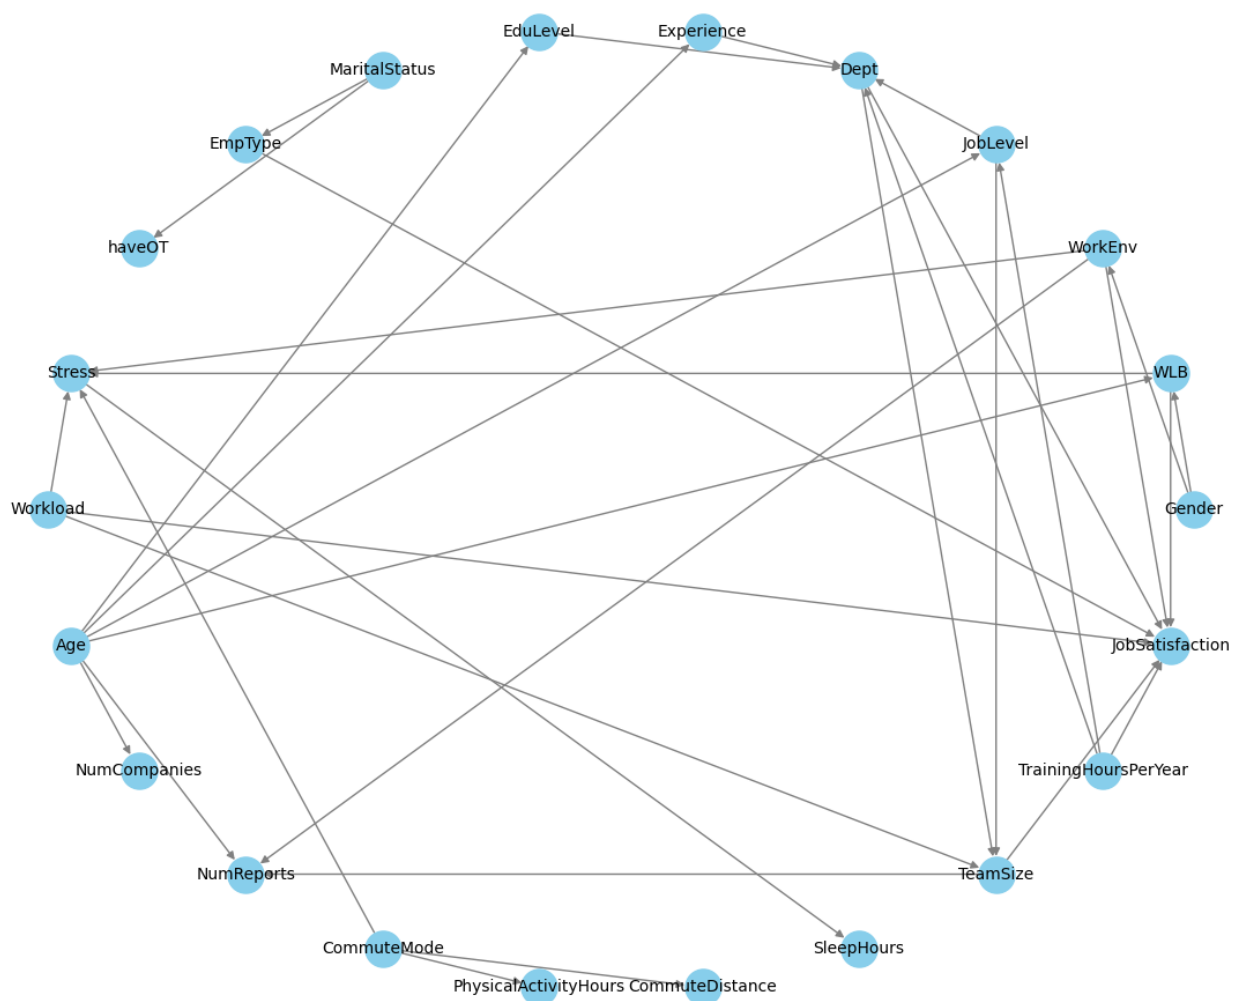 EduLevel
Experience
MaritalStatus
Dept
EmpType
JobLevel
haveOT
WorkEnv
Stress
WLB
Workload
Gender
Age
JobSatisfaction
NumCompanies
TrainingHoursPerYear
NumReports
TeamSize
CommuteMode
SleepHours
PhysicalActivityHours
CommuteDistance